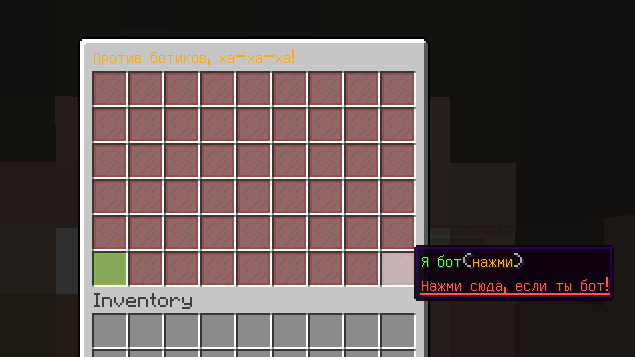 Против ботиков, ха-ха-ха!
Я бот(нажми)
Нажми сюда, если ты бот!
Inventory